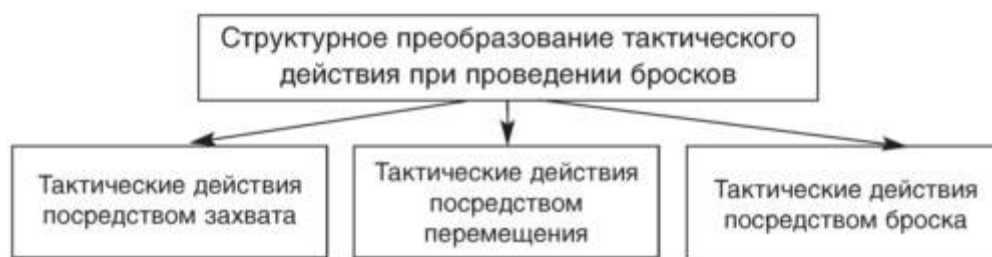 Структурное преобразование тактического
действия при проведении бросков
Тактические действия
посредством захвата
Тактические действия
посредством
перемещения
Тактические действия
посредством броска